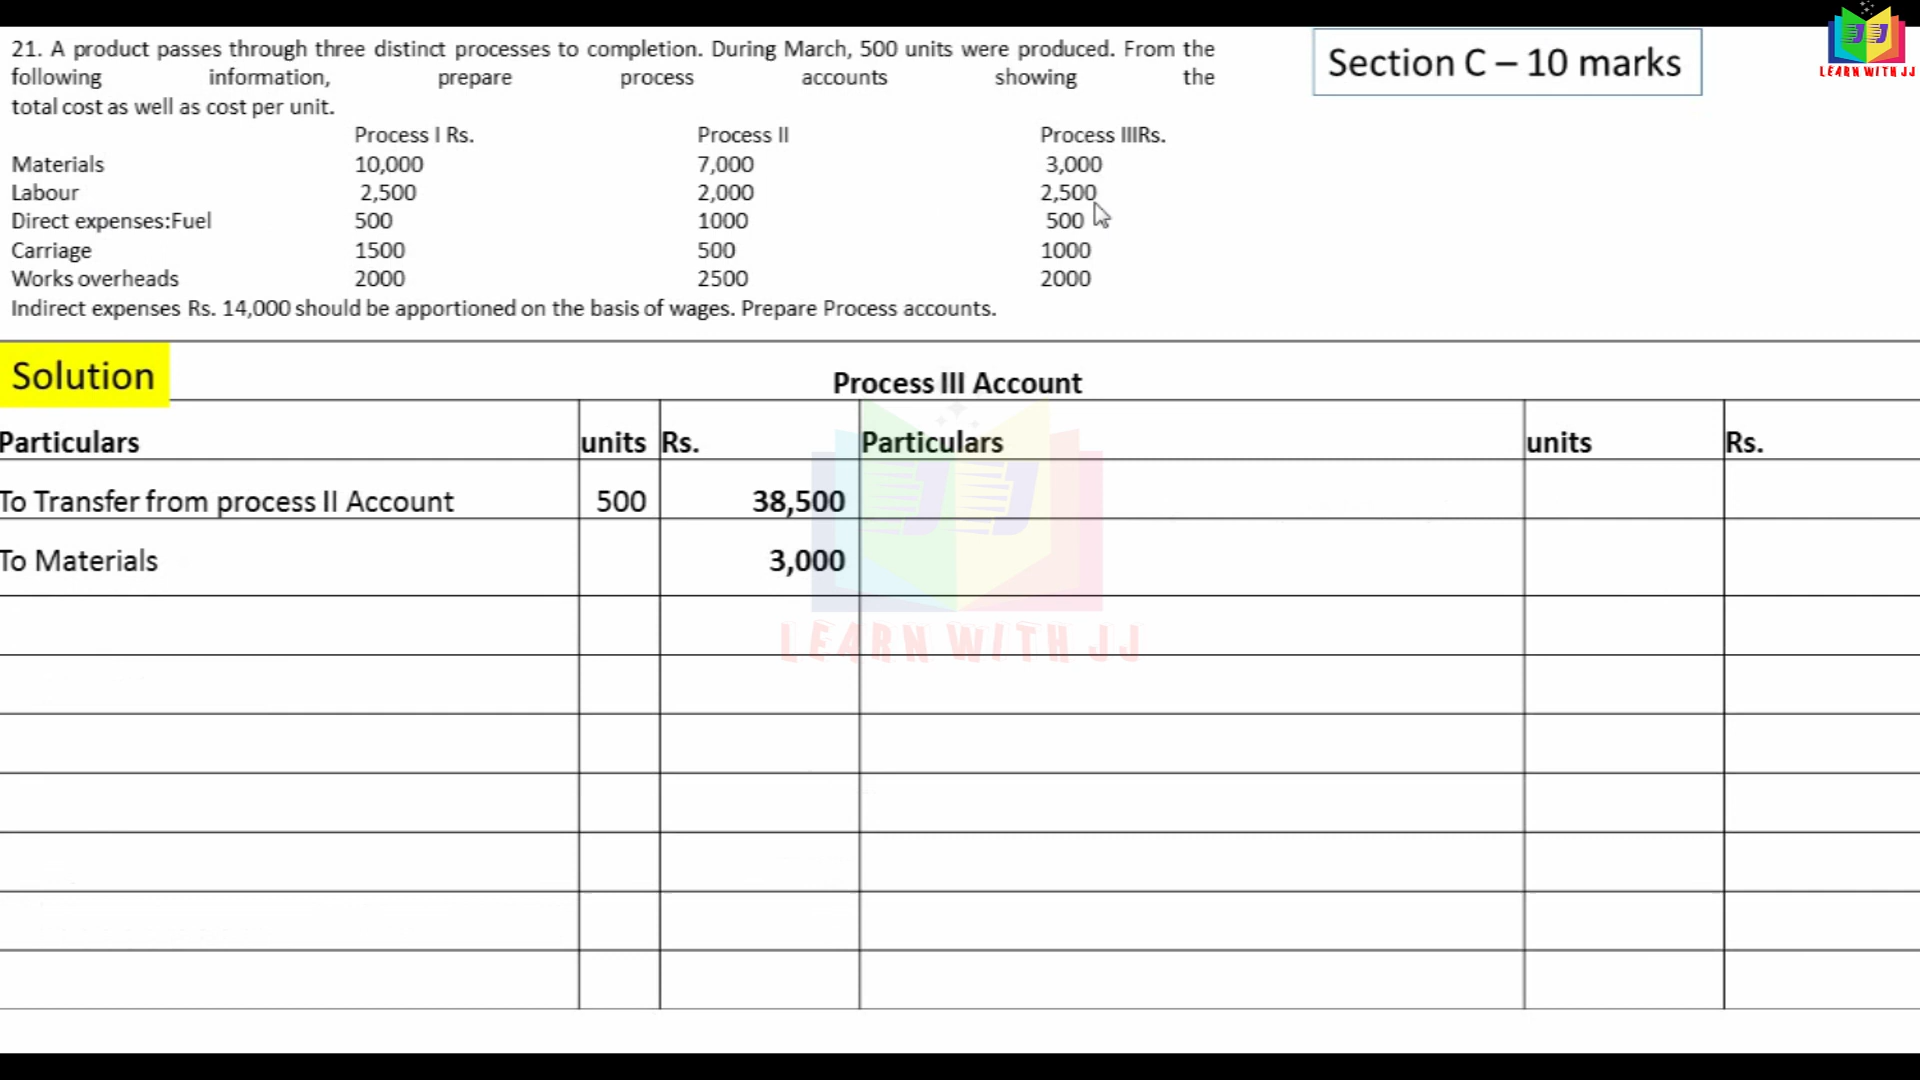 21. A product passes through three distinct processes to completion. During March, 500 units were produced. From the
following information, prepare process accounts showing the
total cost as well as cost per unit.
Process I Rs. Process II Process IIIRs.
Materials 10,000 7,000 3,000
Labour 2,500 2,000 2,500
Direct expenses:Fuel 500 1000 500
Carriage 1500 500 1000
Works overheads 2000 2500 2000
Indirect expenses Rs. 14,000 should be apportioned on the basis of wages. Prepare Process accounts.
Section C – 10 marks
JJ
LEARN WITH JJ
Solution
Process III Account
Particulars units Rs. Particulars units Rs.
To Transfer from process II Account 500 38,500
To Materials 3,000
JJ
LEARN WITH JJ